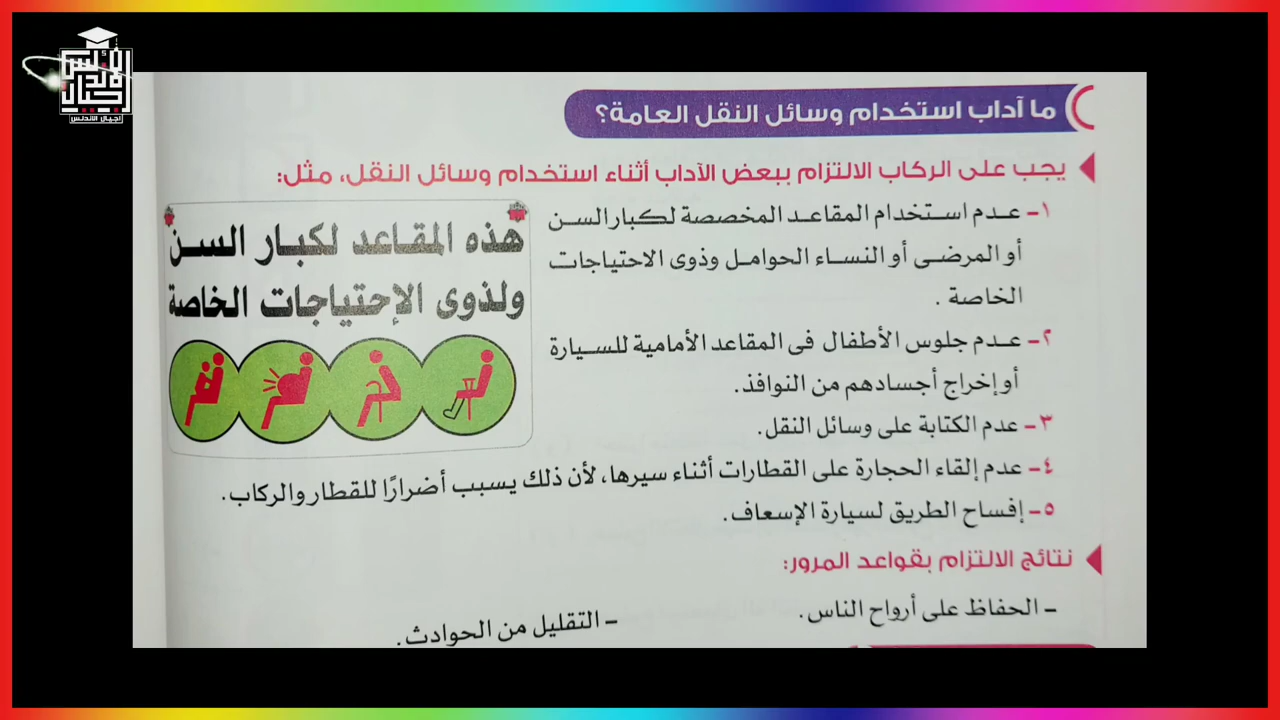 أجيال الأندلس
اجيال الاندلس
ما آداب استخدام وسائل النقل العامة؟
يجب على الركاب الالتزام ببعض الآداب أثناء استخدام وسائل النقل، مثل:
١- عدم استخدام المقاعد المخصصة لكبار السن
أو المرضى أو النساء الحوامل وذوى الاحتياجات
الخاصة .
هذه المقاعد لكبار السن
ولذوى الإحتياجات الخاصة
٢- عدم جلوس الأطفال فى المقاعد الأمامية للسيارة
أو إخراج أجسادهم من النوافذ.
٣- عدم الكتابة على وسائل النقل.
٤- عدم إلقاء الحجارة على القطارات أثناء سيرها، لأن ذلك يسبب أضرارًا للقطار والركاب.
٥- إفساح الطريق لسيارة الإسعاف.
نتائج الالتزام بقواعد المرور:
- الحفاظ على أرواح الناس.
- التقليل من الحوادث.